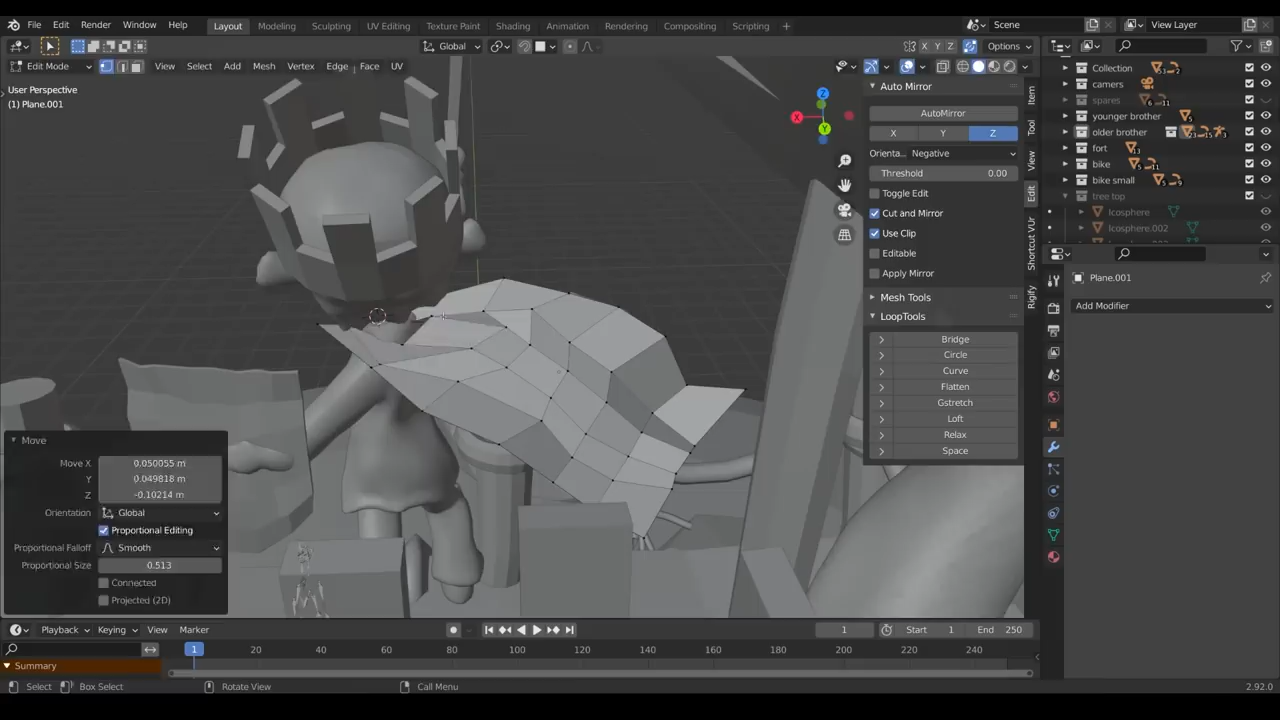 File Edit Render Window Help Layout Modeling Sculpting UV Editing Texture Paint Shading Animation Rendering Compositing Scripting + Scene View Layer
Global X Y Z Options
Edit Mode View Select Add Mesh Vertex Edge Face UV
User Perspective
(1) Plane.001
Z
X
Y
Auto Mirror
AutoMirror
X Y Z
Orienta... Negative
Threshold 0.00
Toggle Edit
Cut and Mirror
Use Clip
Editable
Apply Mirror
Mesh Tools
LoopTools
Bridge
Circle
Curve
Flatten
Gstretch
Loft
Relax
Space
Item
Tool
View
Edit
Shortcut VUr
Rigify
Collection
camers
spares
younger brother
older brother
fort
bike
bike small
tree top
Icosphere
Icosphere.002
Plane.001
Add Modifier
Move
Move X 0.050055 m
Y 0.049818 m
Z -0.10214 m
Orientation Global
Proportional Editing
Proportional Falloff Smooth
Proportional Size 0.513
Connected
Projected (2D)
Playback Keying View Marker 1 Start 1 End 250
1 20 40 60 80 100 120 140 160 180 200 220 240
Summary
Select Box Select Rotate View Call Menu 2.92.0